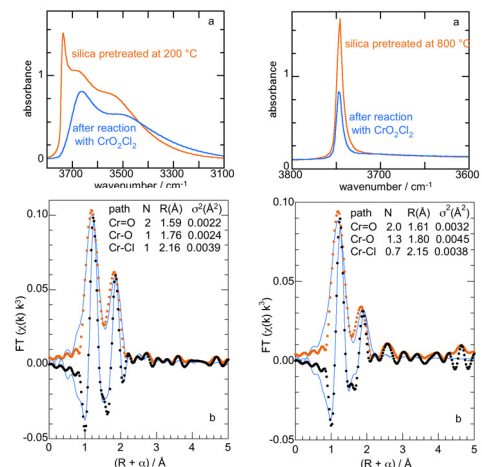 a
silica pretreated at 200 °C
absorbance
1
0
after reaction
with CrO2Cl2
3700 3500 3300 3100
wavenumber / cm-1
a
silica pretreated at 800 °C
absorbance
1
0
after reaction
with CrO2Cl2
3800 3700 3600
wavenumber / cm-1
0.10
path N R(Å) σ2(Å2)
Cr=O 2 1.59 0.0022
Cr-O 1 1.76 0.0024
Cr-Cl 1 2.16 0.0039
0.05
FT (χ(k) k3)
0.00
-0.05
b
0 1 2 3 4 5
(R + α) / Å
0.10
path N R(Å) σ2(Å2)
Cr=O 2.0 1.61 0.0032
Cr-O 1.3 1.80 0.0045
Cr-Cl 0.7 2.15 0.0038
0.05
FT (χ(k) k3)
0.00
-0.05
b
0 1 2 3 4 5
(R + α) / Å